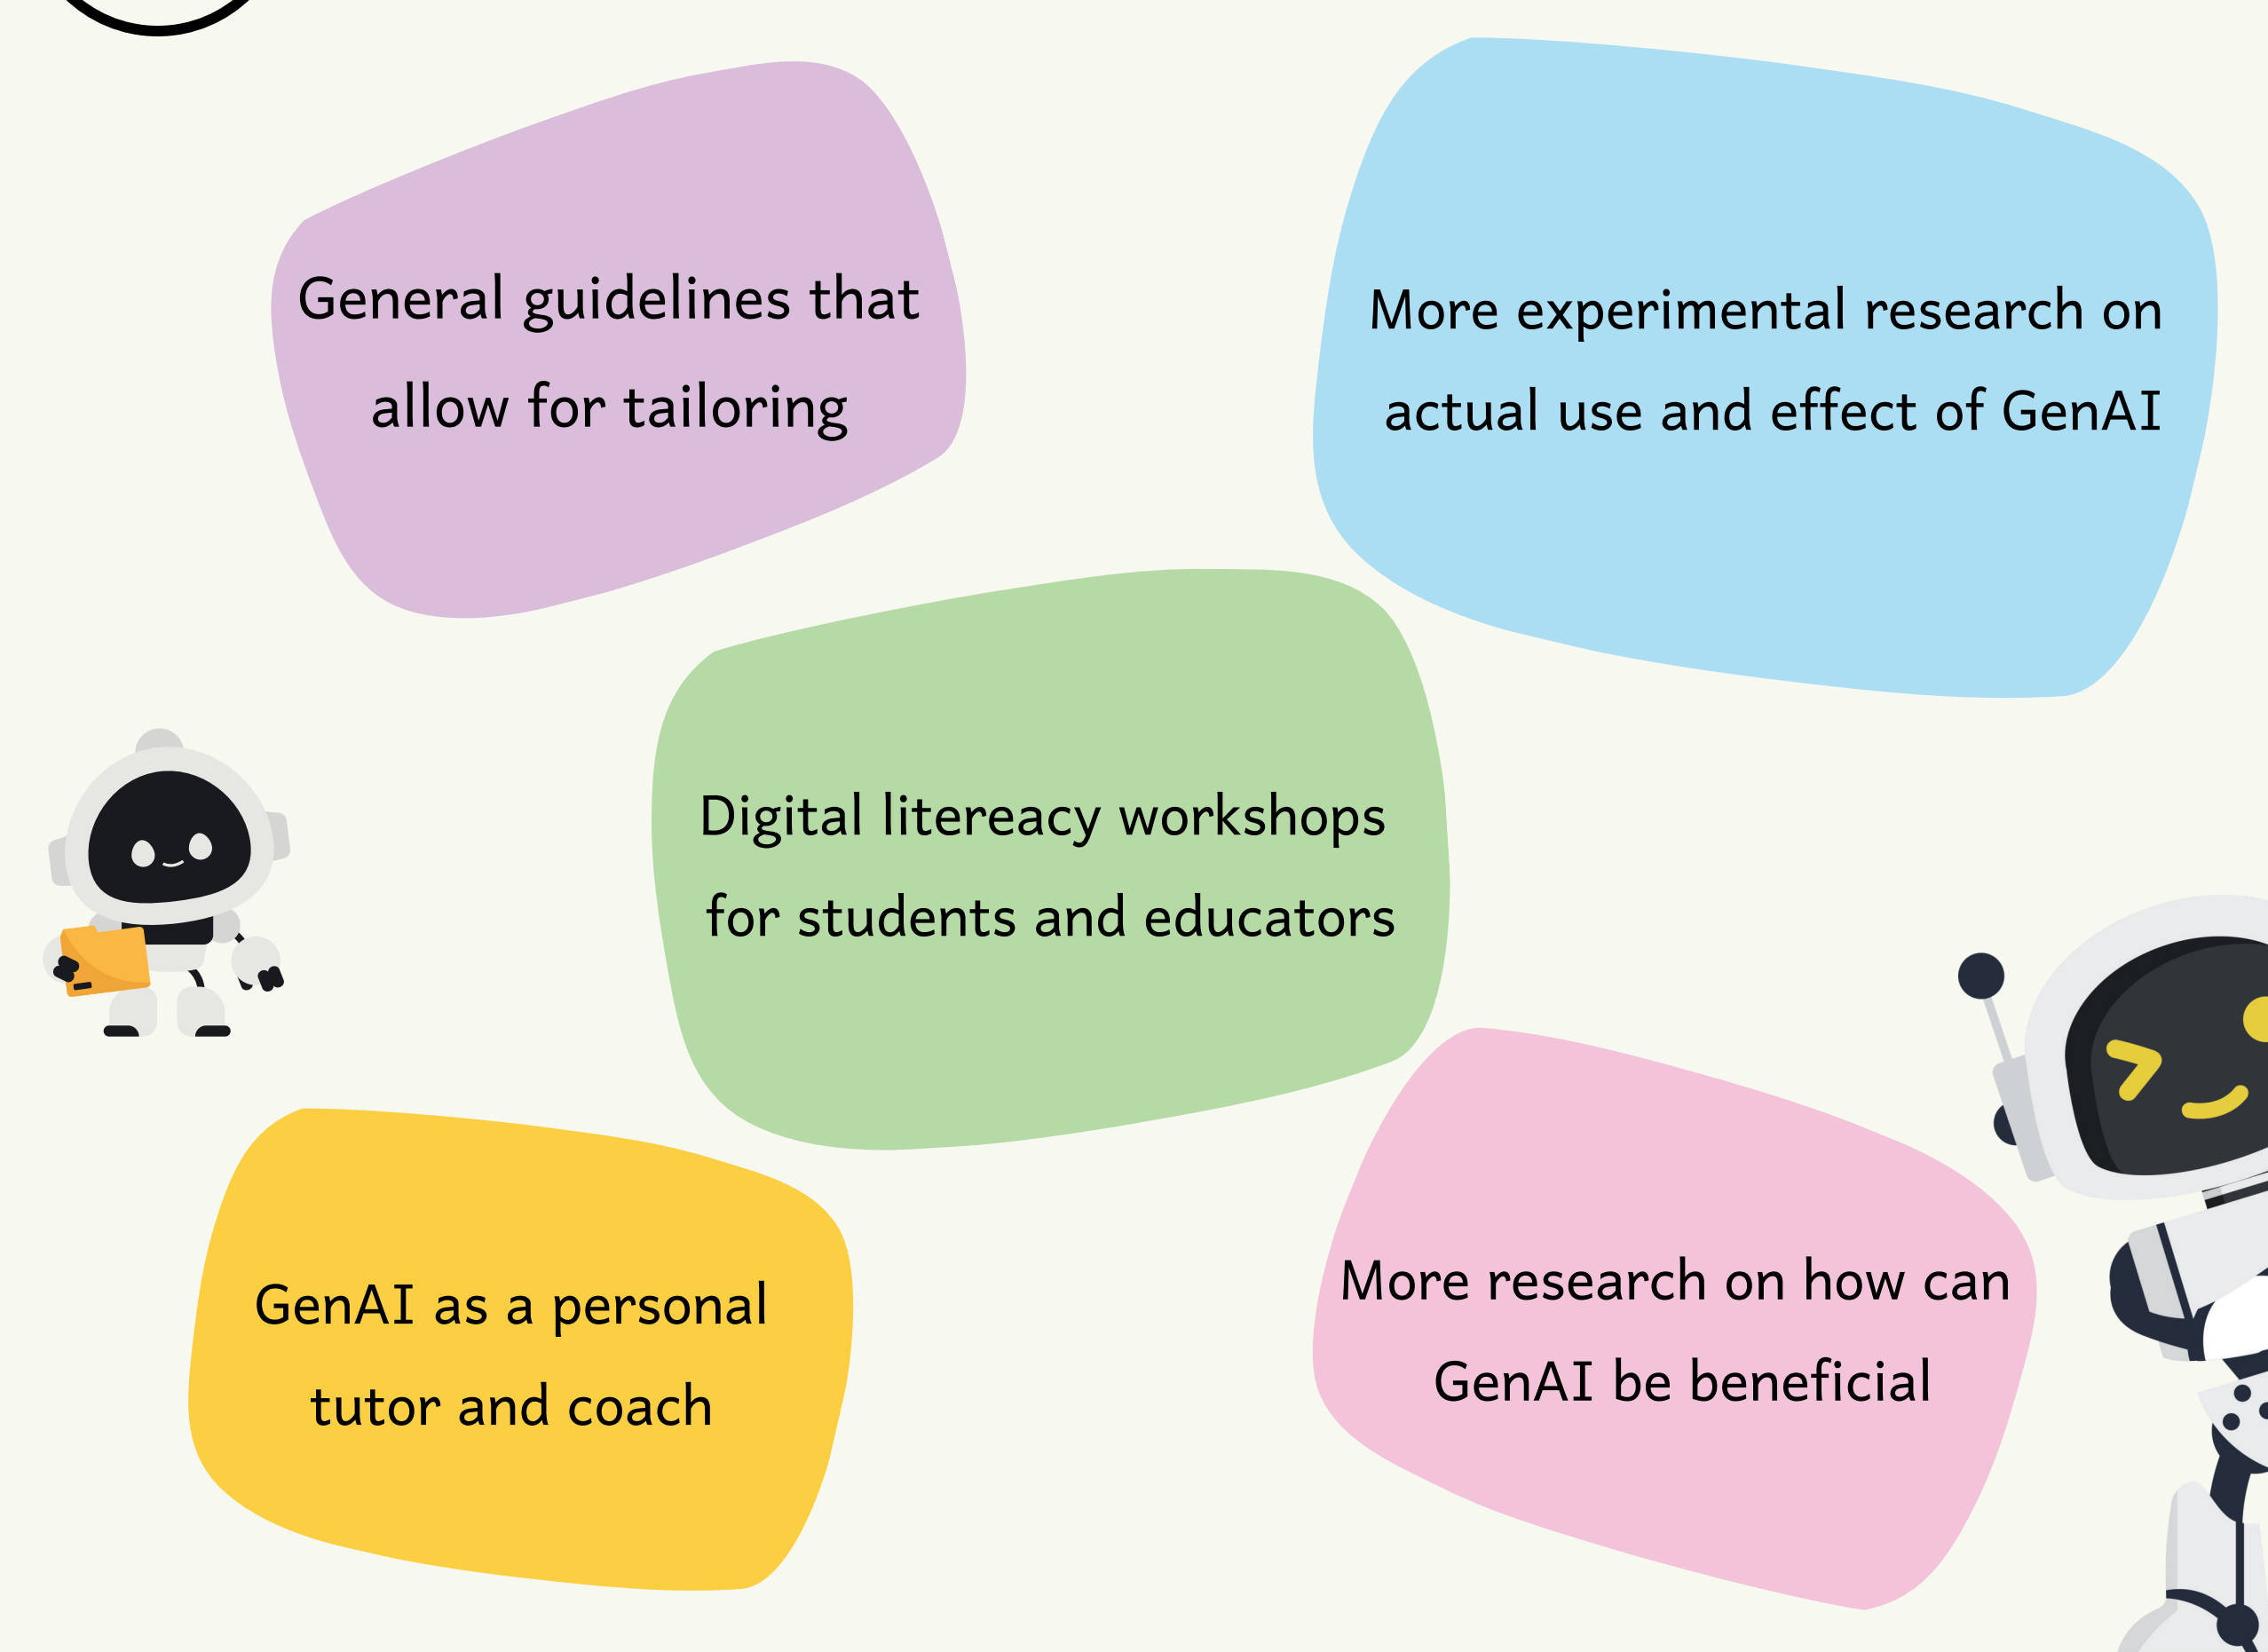 General guidelines that
allow for tailoring
More experimental research on
actual use and effect of GenAI
Digital litereacy workshops
for students and educators
GenAI as a personal
tutor and coach
More research on how can
GenAI be beneficial